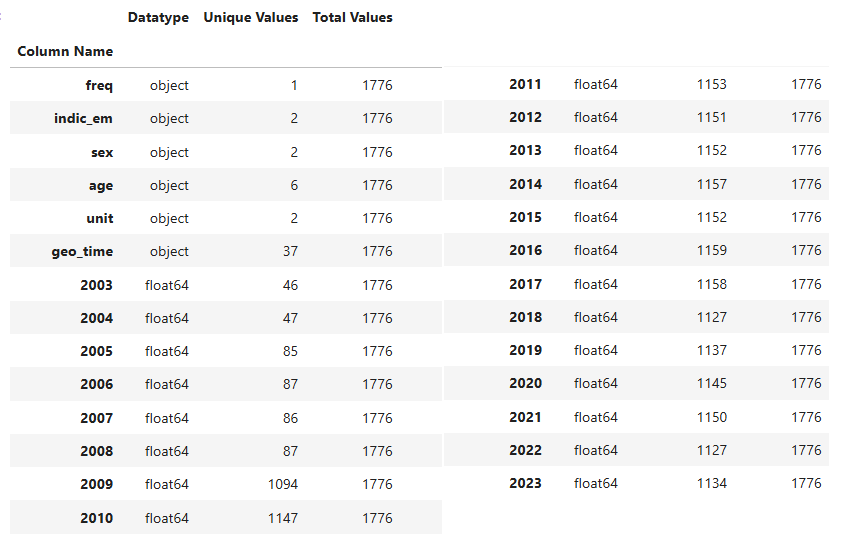 Datatype Unique Values Total Values
Column Name
freq object 1 1776
indic_em object 2 1776
sex object 2 1776
age object 6 1776
unit object 2 1776
geo_time object 37 1776
2003 float64 46 1776
2004 float64 47 1776
2005 float64 85 1776
2006 float64 87 1776
2007 float64 86 1776
2008 float64 87 1776
2009 float64 1094 1776
2010 float64 1147 1776
2011 float64 1153 1776
2012 float64 1151 1776
2013 float64 1152 1776
2014 float64 1157 1776
2015 float64 1152 1776
2016 float64 1159 1776
2017 float64 1158 1776
2018 float64 1127 1776
2019 float64 1137 1776
2020 float64 1145 1776
2021 float64 1150 1776
2022 float64 1127 1776
2023 float64 1134 1776